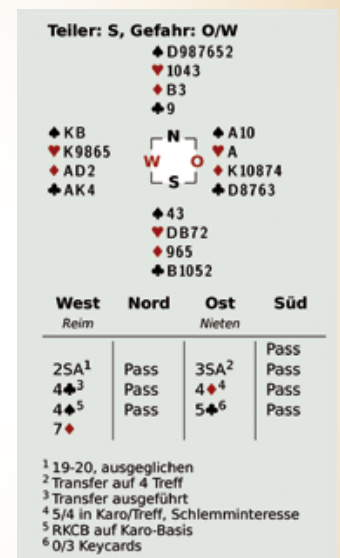 Teiler: S, Gefahr: O/W
♠D987652
♥1043
♦B3
♣9
♠KB
♥K9865
♦AD2
♣AK4
N
W O
S
♠A10
♥A
♦K10874
♣D8763
♠43
♥DB72
♦965
♣B1052
West Nord Ost Süd
Reim Nieten
Pass
2SA¹ Pass 3SA² Pass
4♣³ Pass 4♦⁴ Pass
4♠⁵ Pass 5♣⁶ Pass
7♦
¹ 19-20, ausgeglichen
² Transfer auf 4 Treff
³ Transfer ausgeführt
⁴ 5/4 in Karo/Treff, Schlemminteresse
⁵ RKCB auf Karo-Basis
⁶ 0/3 Keycards